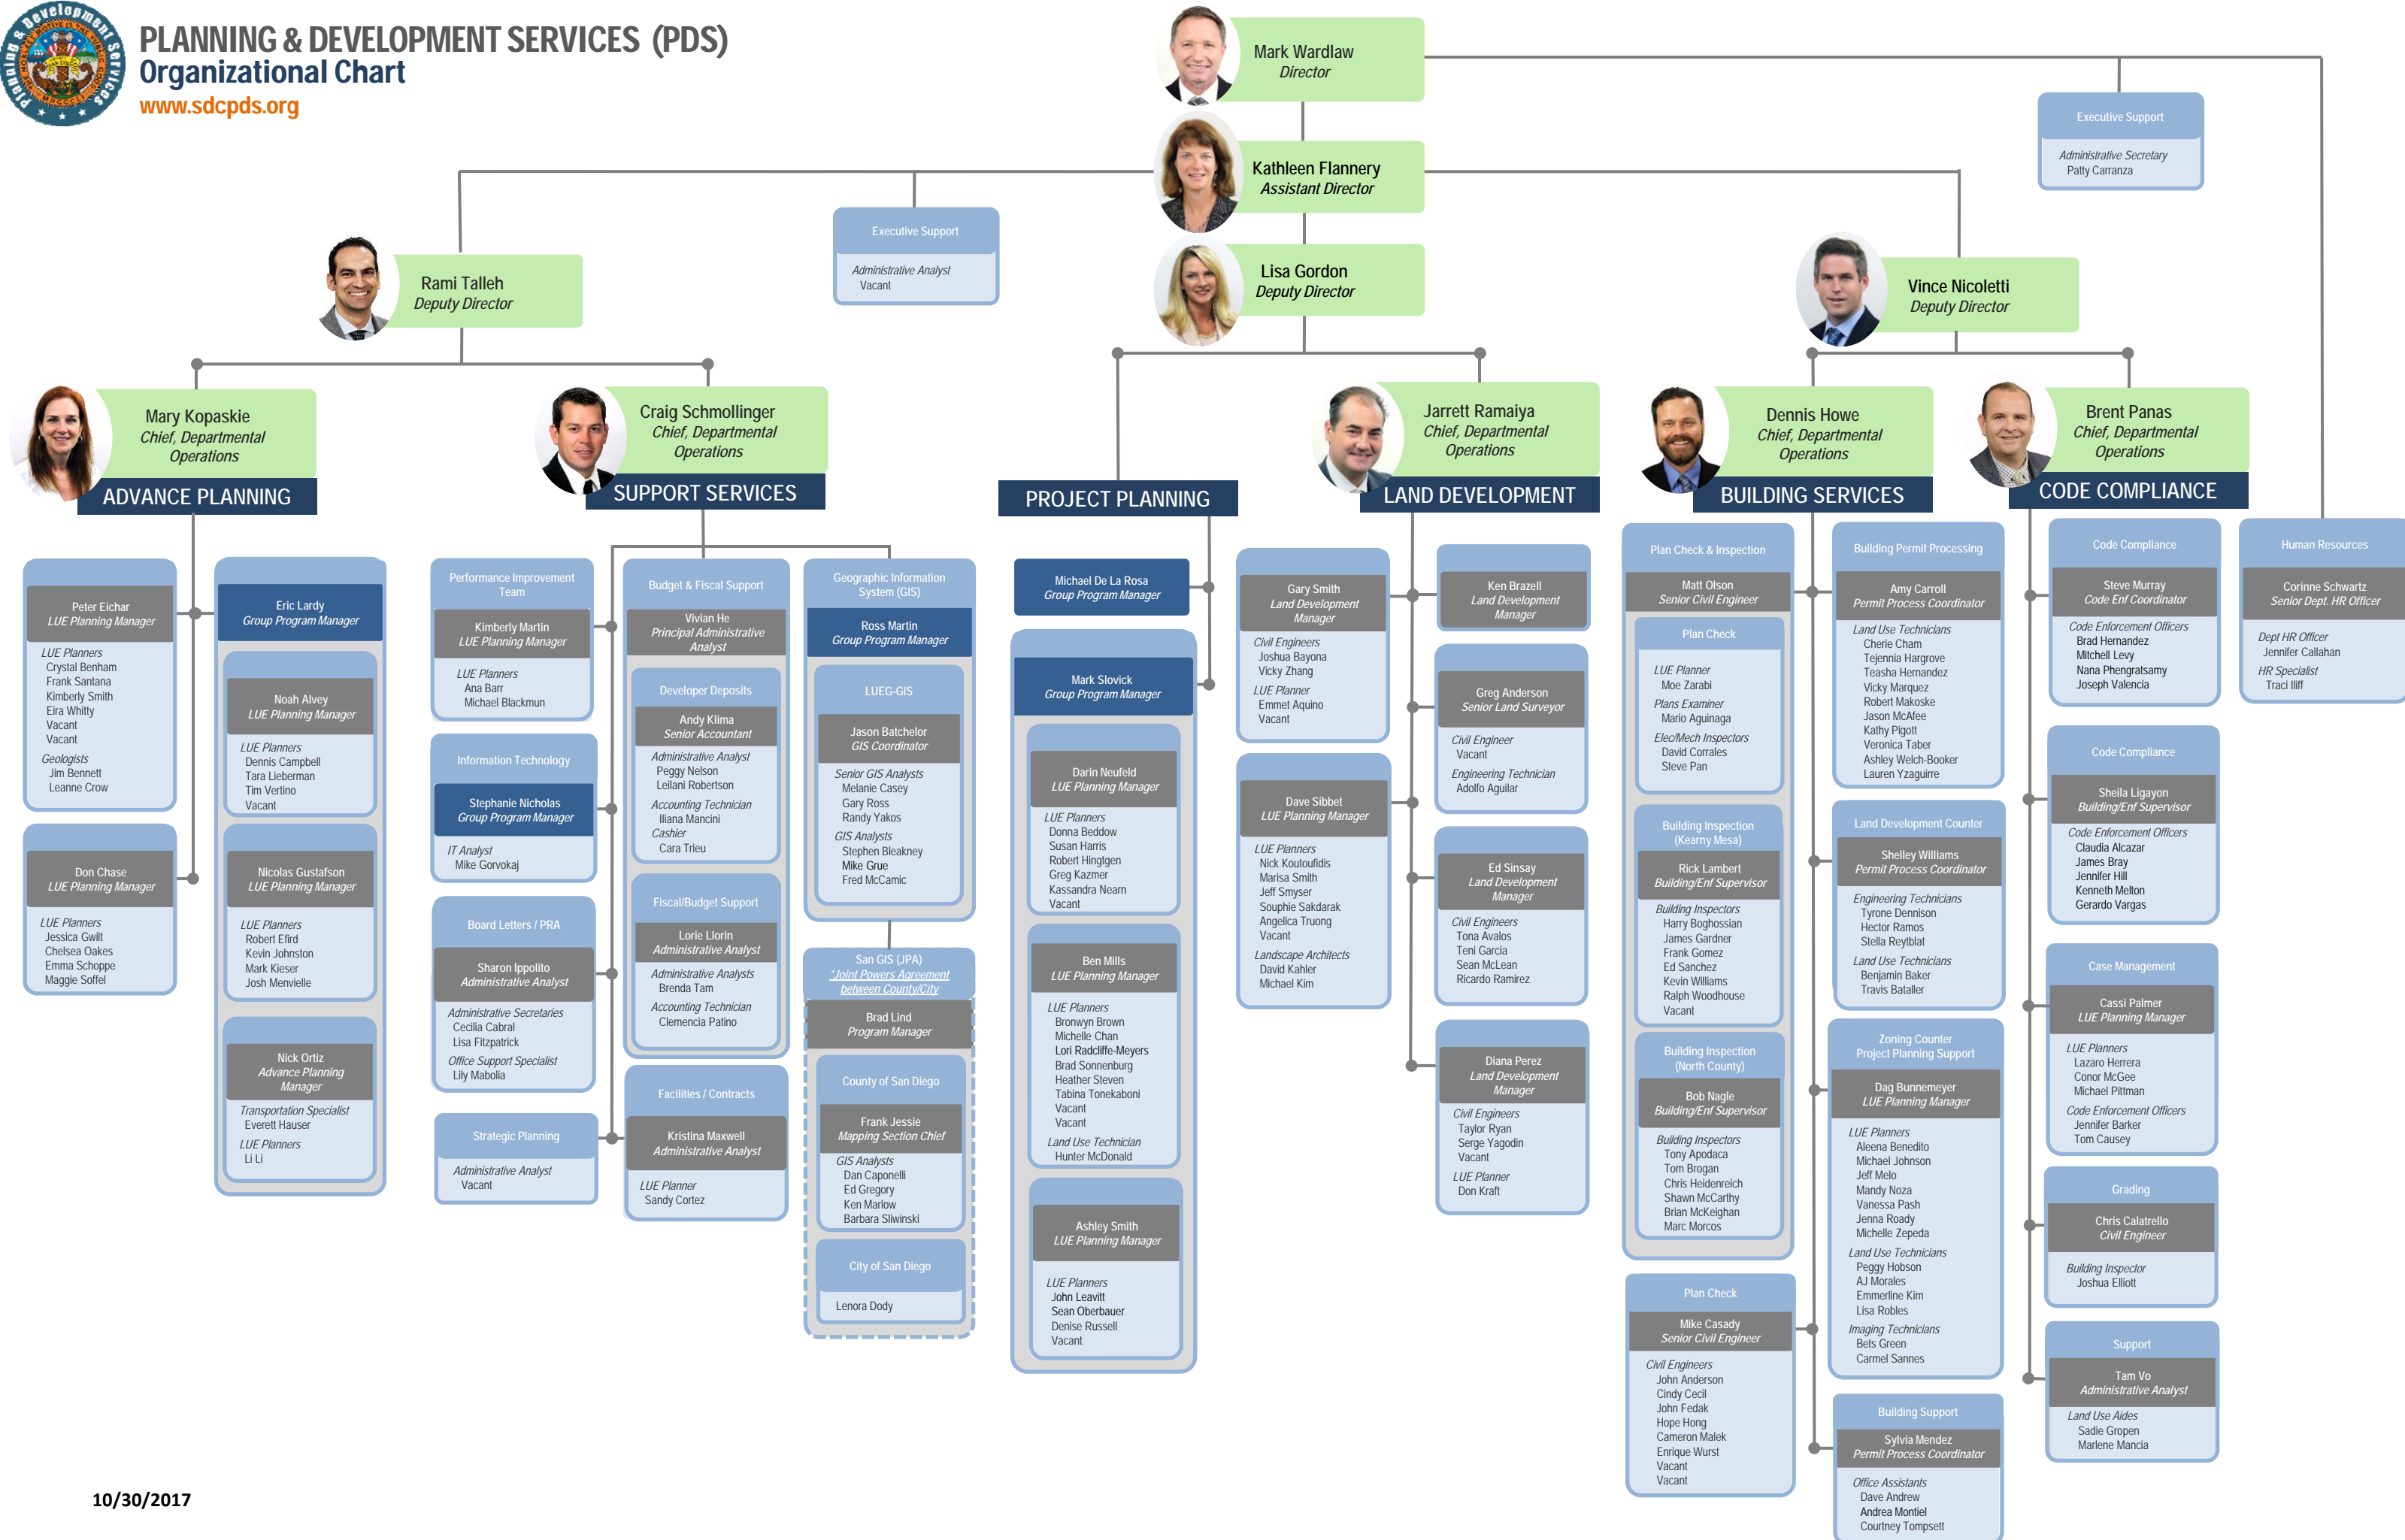 Planning & Development Services
PLANNING & DEVELOPMENT SERVICES (PDS)
Organizational Chart
www.sdcpds.org
Mark Wardlaw
Director
Executive Support
Administrative Secretary
Patty Carranza
Kathleen Flannery
Assistant Director
Executive Support
Administrative Analyst
Vacant
Rami Talleh
Deputy Director
Lisa Gordon
Deputy Director
Vince Nicoletti
Deputy Director
Mary Kopaskie
Chief, Departmental
Operations
ADVANCE PLANNING
Peter Eichar
LUE Planning Manager
LUE Planners
Crystal Benham
Frank Santana
Kimberly Smith
Eira Whitty
Vacant
Vacant
Geologists
Jim Bennett
Leanne Crow
Don Chase
LUE Planning Manager
LUE Planners
Jessica Gwilt
Chelsea Oakes
Emma Schoppe
Maggie Soffel
Eric Lardy
Group Program Manager
Noah Alvey
LUE Planning Manager
LUE Planners
Dennis Campbell
Tara Lieberman
Tim Vertino
Vacant
Nicolas Gustafson
LUE Planning Manager
LUE Planners
Robert Efird
Kevin Johnston
Mark Kieser
Josh Menvielle
Nick Ortiz
Advance Planning
Manager
Transportation Specialist
Everett Hauser
LUE Planners
Li Li
Craig Schmollinger
Chief, Departmental
Operations
SUPPORT SERVICES
Performance Improvement
Team
Kimberly Martin
LUE Planning Manager
LUE Planners
Ana Barr
Michael Blackmun
Information Technology
Stephanie Nicholas
Group Program Manager
IT Analyst
Mike Gorvokaj
Board Letters / PRA
Sharon Ippolito
Administrative Analyst
Administrative Secretaries
Cecilia Cabral
Lisa Fitzpatrick
Office Support Specialist
Lily Mabolia
Strategic Planning
Administrative Analyst
Vacant
Budget & Fiscal Support
Vivian He
Principal Administrative
Analyst
Developer Deposits
Andy Klima
Senior Accountant
Administrative Analyst
Peggy Nelson
Leilani Robertson
Accounting Technician
Iliana Mancini
Cashier
Cara Trieu
Fiscal/Budget Support
Lorie Llorin
Administrative Analyst
Administrative Analysts
Brenda Tam
Accounting Technician
Clemencia Patino
Facilities / Contracts
Kristina Maxwell
Administrative Analyst
LUE Planner
Sandy Cortez
Geographic Information
System (GIS)
Ross Martin
Group Program Manager
LUEG-GIS
Jason Batchelor
GIS Coordinator
Senior GIS Analysts
Melanie Casey
Gary Ross
Randy Yakos
GIS Analysts
Stephen Bleakney
Mike Grue
Fred McCamic
San GIS (JPA)
*Joint Powers Agreement
between County/City
Brad Lind
Program Manager
County of San Diego
Frank Jessie
Mapping Section Chief
GIS Analysts
Dan Caponelli
Ed Gregory
Ken Marlow
Barbara Sliwinski
City of San Diego
Lenora Dody
PROJECT PLANNING
Michael De La Rosa
Group Program Manager
Mark Slovick
Group Program Manager
Darin Neufeld
LUE Planning Manager
LUE Planners
Donna Beddow
Susan Harris
Robert Hingtgen
Greg Kazmer
Kassandra Nearn
Vacant
Ben Mills
LUE Planning Manager
LUE Planners
Bronwyn Brown
Michelle Chan
Lori Radcliffe-Meyers
Brad Sonnenburg
Heather Steven
Tabina Tonekaboni
Vacant
Vacant
Land Use Technician
Hunter McDonald
Ashley Smith
LUE Planning Manager
LUE Planners
John Leavitt
Sean Oberbauer
Denise Russell
Vacant
Jarrett Ramaiya
Chief, Departmental
Operations
LAND DEVELOPMENT
Gary Smith
Land Development
Manager
Civil Engineers
Joshua Bayona
Vicky Zhang
LUE Planner
Emmet Aquino
Vacant
Dave Sibbet
LUE Planning Manager
LUE Planners
Nick Koutoufidis
Marisa Smith
Jeff Smyser
Souphie Sakdarak
Angelica Truong
Vacant
Landscape Architects
David Kahler
Michael Kim
Ken Brazell
Land Development
Manager
Greg Anderson
Senior Land Surveyor
Civil Engineer
Vacant
Engineering Technician
Adolfo Aguilar
Ed Sinsay
Land Development
Manager
Civil Engineers
Tona Avalos
Teni Garcia
Sean McLean
Ricardo Ramirez
Diana Perez
Land Development
Manager
Civil Engineers
Taylor Ryan
Serge Yagodin
Vacant
LUE Planner
Don Kraft
Dennis Howe
Chief, Departmental
Operations
BUILDING SERVICES
Plan Check & Inspection
Matt Olson
Senior Civil Engineer
Plan Check
LUE Planner
Moe Zarabi
Plans Examiner
Mario Aguinaga
Elec/Mech Inspectors
David Corrales
Steve Pan
Building Inspection
(Kearny Mesa)
Rick Lambert
Building/Enf Supervisor
Building Inspectors
Harry Boghossian
James Gardner
Frank Gomez
Ed Sanchez
Kevin Williams
Ralph Woodhouse
Vacant
Building Inspection
(North County)
Bob Nagle
Building/Enf Supervisor
Building Inspectors
Tony Apodaca
Tom Brogan
Chris Heidenreich
Shawn McCarthy
Brian McKeighan
Marc Morcos
Plan Check
Mike Casady
Senior Civil Engineer
Civil Engineers
John Anderson
Cindy Cecil
John Fedak
Hope Hong
Cameron Malek
Enrique Wurst
Vacant
Vacant
Building Permit Processing
Amy Carroll
Permit Process Coordinator
Land Use Technicians
Cherie Cham
Tejennia Hargrove
Teasha Hernandez
Vicky Marquez
Robert Makoske
Jason McAfee
Kathy Pigott
Veronica Taber
Ashley Welch-Booker
Lauren Yzaguirre
Land Development Counter
Shelley Williams
Permit Process Coordinator
Engineering Technicians
Tyrone Dennison
Hector Ramos
Stella Reytblat
Land Use Technicians
Benjamin Baker
Travis Bataller
Zoning Counter
Project Planning Support
Dag Bunnemeyer
LUE Planning Manager
LUE Planners
Aleena Benedito
Michael Johnson
Jeff Melo
Mandy Noza
Vanessa Pash
Jenna Roady
Michelle Zepeda
Land Use Technicians
Peggy Hobson
AJ Morales
Emmerline Kim
Lisa Robles
Imaging Technicians
Bets Green
Carmel Sannes
Building Support
Sylvia Mendez
Permit Process Coordinator
Office Assistants
Dave Andrew
Andrea Montiel
Courtney Tompsett
Brent Panas
Chief, Departmental
Operations
CODE COMPLIANCE
Code Compliance
Steve Murray
Code Enf Coordinator
Code Enforcement Officers
Brad Hernandez
Mitchell Levy
Nana Phengratsamy
Joseph Valencia
Code Compliance
Sheila Ligayon
Building/Enf Supervisor
Code Enforcement Officers
Claudia Alcazar
James Bray
Jennifer Hill
Kenneth Melton
Gerardo Vargas
Case Management
Cassi Palmer
LUE Planning Manager
LUE Planners
Lazaro Herrera
Conor McGee
Michael Pittman
Code Enforcement Officers
Jennifer Barker
Tom Causey
Grading
Chris Calatrello
Civil Engineer
Building Inspector
Joshua Elliott
Support
Tam Vo
Administrative Analyst
Land Use Aides
Sadie Gropen
Marlene Mancia
Human Resources
Corinne Schwartz
Senior Dept. HR Officer
Dept HR Officer
Jennifer Callahan
HR Specialist
Traci Iliff
10/30/2017